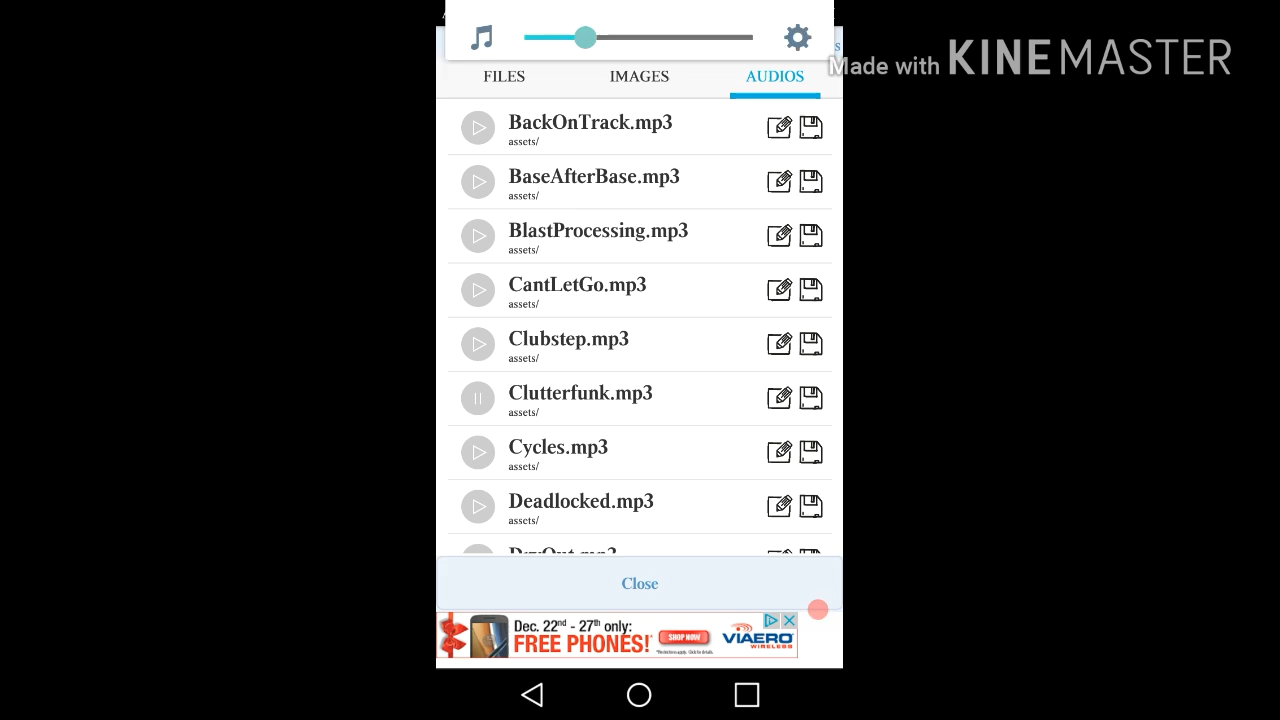 Made with KINEMASTER
FILES IMAGES AUDIOS
BackOnTrack.mp3
assets/
BaseAfterBase.mp3
assets/
BlastProcessing.mp3
assets/
CantLetGo.mp3
assets/
Clubstep.mp3
assets/
Clutterfunk.mp3
assets/
Cycles.mp3
assets/
Deadlocked.mp3
assets/
DryOut.mp3
Close
Dec. 22nd - 27th only:
FREE PHONES!*
SHOP NOW
VIAERO
WIRELESS